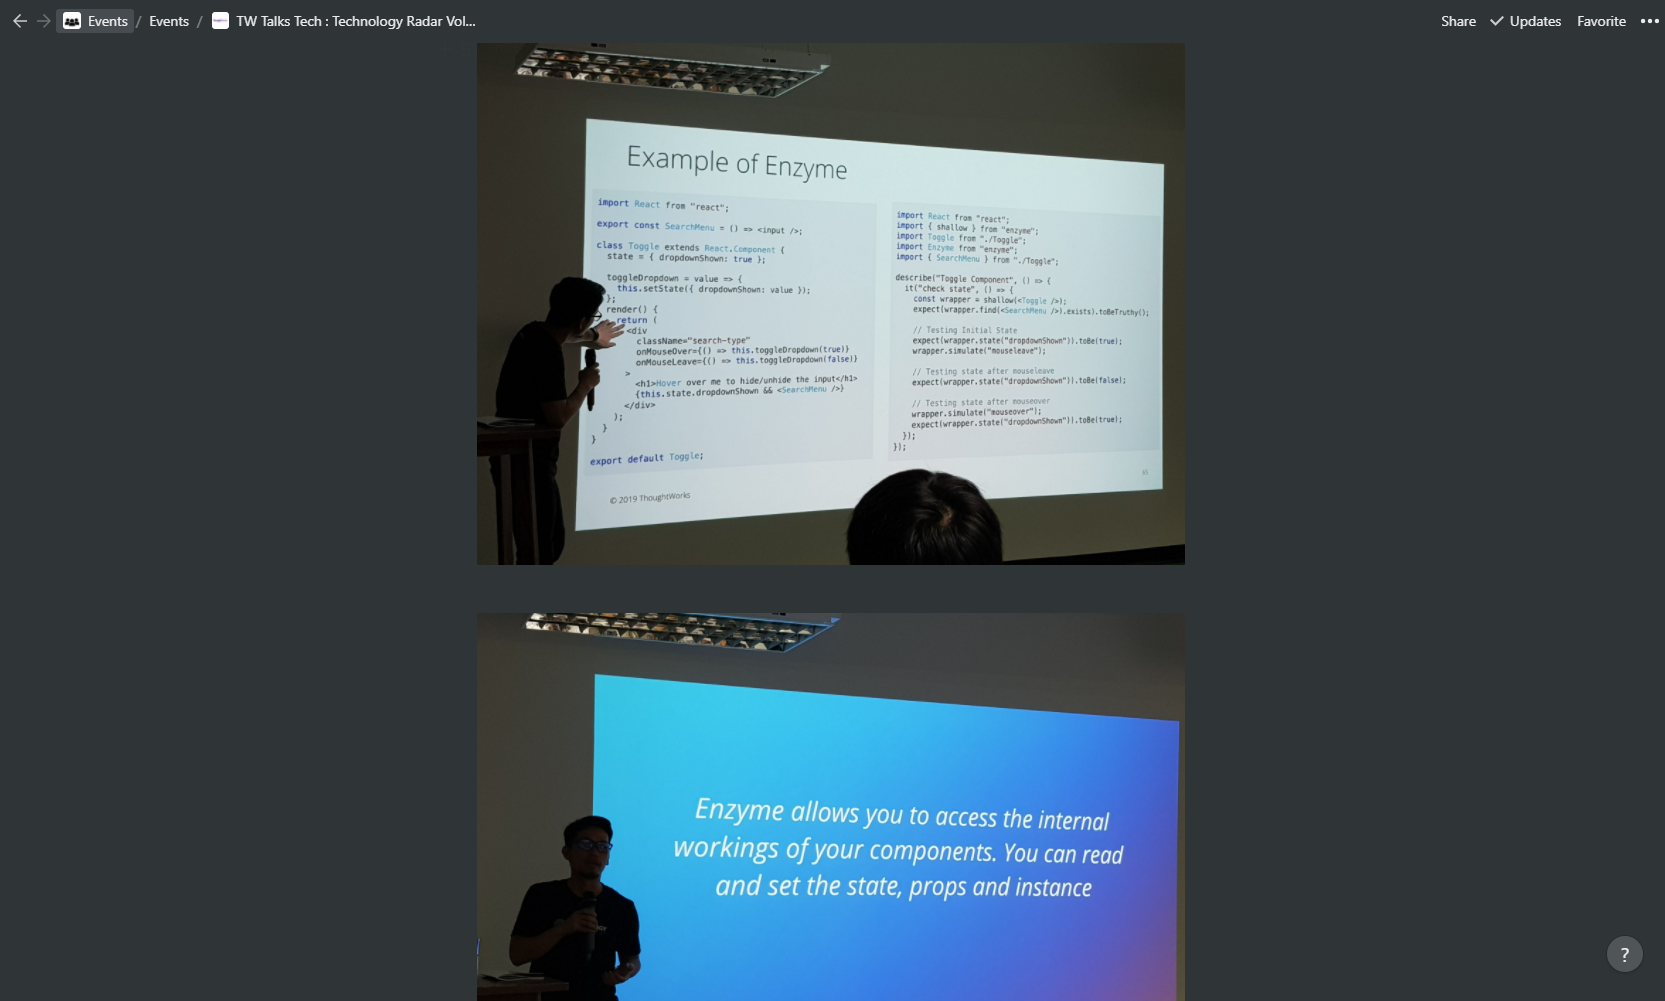 Events / Events / TW Talks Tech : Technology Radar Vol...
Share Updates Favorite
Example of Enzyme
import React from "react";
export const SearchMenu = () => <input />;
class Toggle extends React.Component {
state = { dropdownShown: true };
toggleDropdown = value => {
this.setState({ dropdownShown: value });
};
render() {
return (
<div
className="search-type"
onMouseOver={() => this.toggleDropdown(true)}
onMouseLeave={() => this.toggleDropdown(false)}
>
<h1>Hover over me to hide/unhide the input</h1>
{this.state.dropdownShown && <SearchMenu />}
</div>
);
}
}
export default Toggle;
© 2019 ThoughtWorks
import React from "react";
import { shallow } from "enzyme";
import Toggle from "./Toggle";
import Enzyme from "enzyme";
import { SearchMenu } from "./Toggle";
describe("Toggle Component", () => {
it("check state", () => {
const wrapper = shallow(<Toggle />);
expect(wrapper.find(<SearchMenu />).exists).toBeTruthy();
// Testing Initial State
expect(wrapper.state("dropdownShown")).toBe(true);
wrapper.simulate("mouseleave");
// Testing state after mouseleave
expect(wrapper.state("dropdownShown")).toBe(false);
// Testing state after mouseover
wrapper.simulate("mouseover");
expect(wrapper.state("dropdownShown")).toBe(true);
});
});
Enzyme allows you to access the internal
workings of your components. You can read
and set the state, props and instance
?